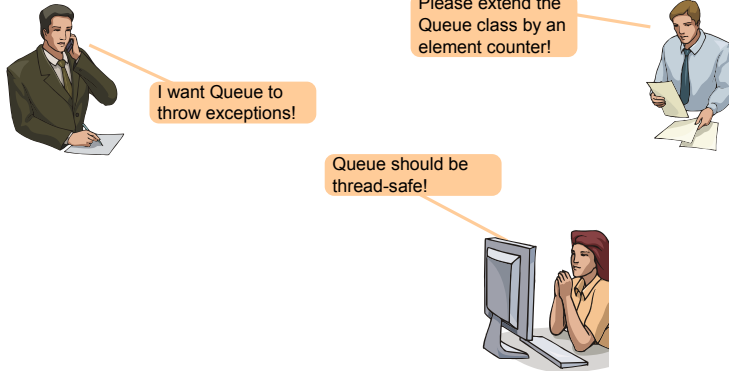 Please extend the
Queue class by an
element counter!
I want Queue to
throw exceptions!
Queue should be
thread-safe!